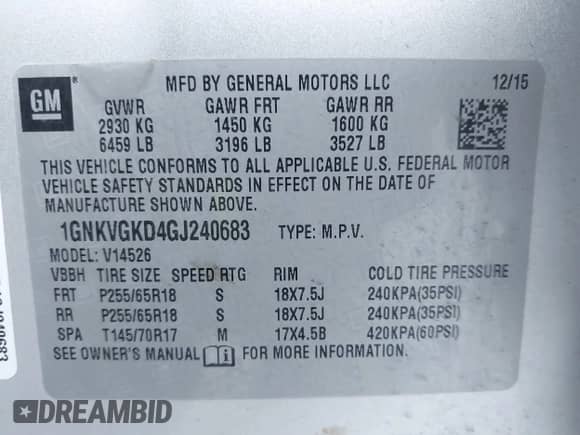 GM
MFD BY GENERAL MOTORS LLC 12/15
GVWR GAWR FRT GAWR RR
2930 KG 1450 KG 1600 KG
6459 LB 3196 LB 3527 LB
THIS VEHICLE CONFORMS TO ALL APPLICABLE U.S. FEDERAL MOTOR
VEHICLE SAFETY STANDARDS IN EFFECT ON THE DATE OF
MANUFACTURE SHOWN ABOVE.
1GNKVGKD4GJ240683 TYPE: M.P.V.
MODEL: V14526
VBBH TIRE SIZE SPEED RTG RIM COLD TIRE PRESSURE
FRT P255/65R18 S 18X7.5J 240KPA(35PSI)
RR P255/65R18 S 18X7.5J 240KPA(35PSI)
SPA T145/70R17 M 17X4.5B 420KPA(60PSI)
SEE OWNER'S MANUAL FOR MORE INFORMATION.
DREAMBID